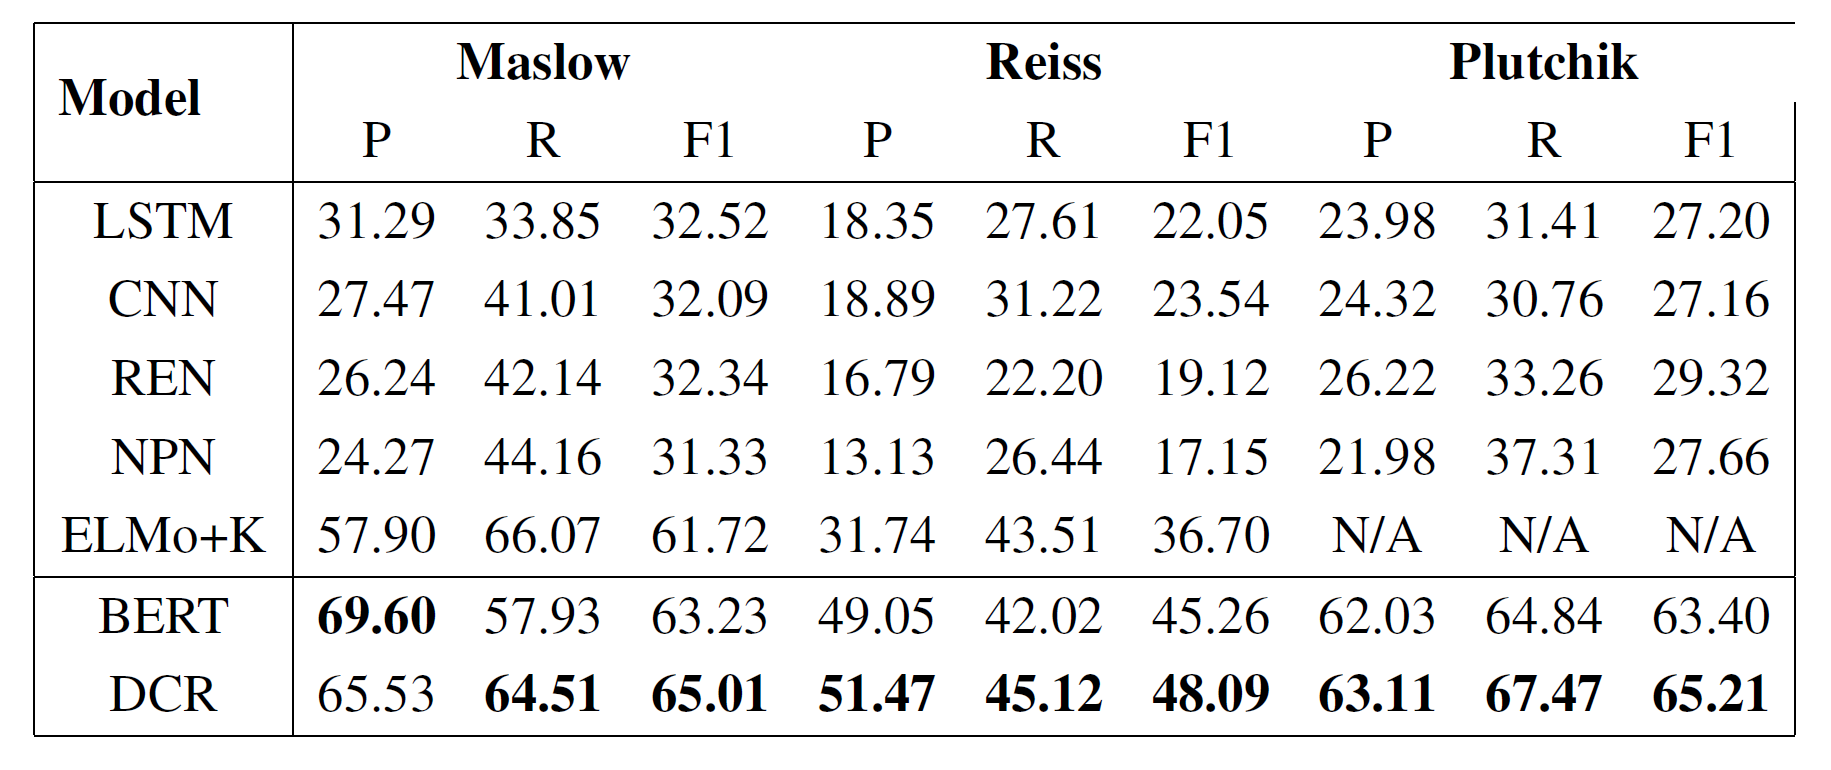 Model Maslow Reiss Plutchik
P R F1 P R F1 P R F1
LSTM 31.29 33.85 32.52 18.35 27.61 22.05 23.98 31.41 27.20
CNN 27.47 41.01 32.09 18.89 31.22 23.54 24.32 30.76 27.16
REN 26.24 42.14 32.34 16.79 22.20 19.12 26.22 33.26 29.32
NPN 24.27 44.16 31.33 13.13 26.44 17.15 21.98 37.31 27.66
ELMo+K 57.90 66.07 61.72 31.74 43.51 36.70 N/A N/A N/A
BERT 69.60 57.93 63.23 49.05 42.02 45.26 62.03 64.84 63.40
DCR 65.53 64.51 65.01 51.47 45.12 48.09 63.11 67.47 65.21